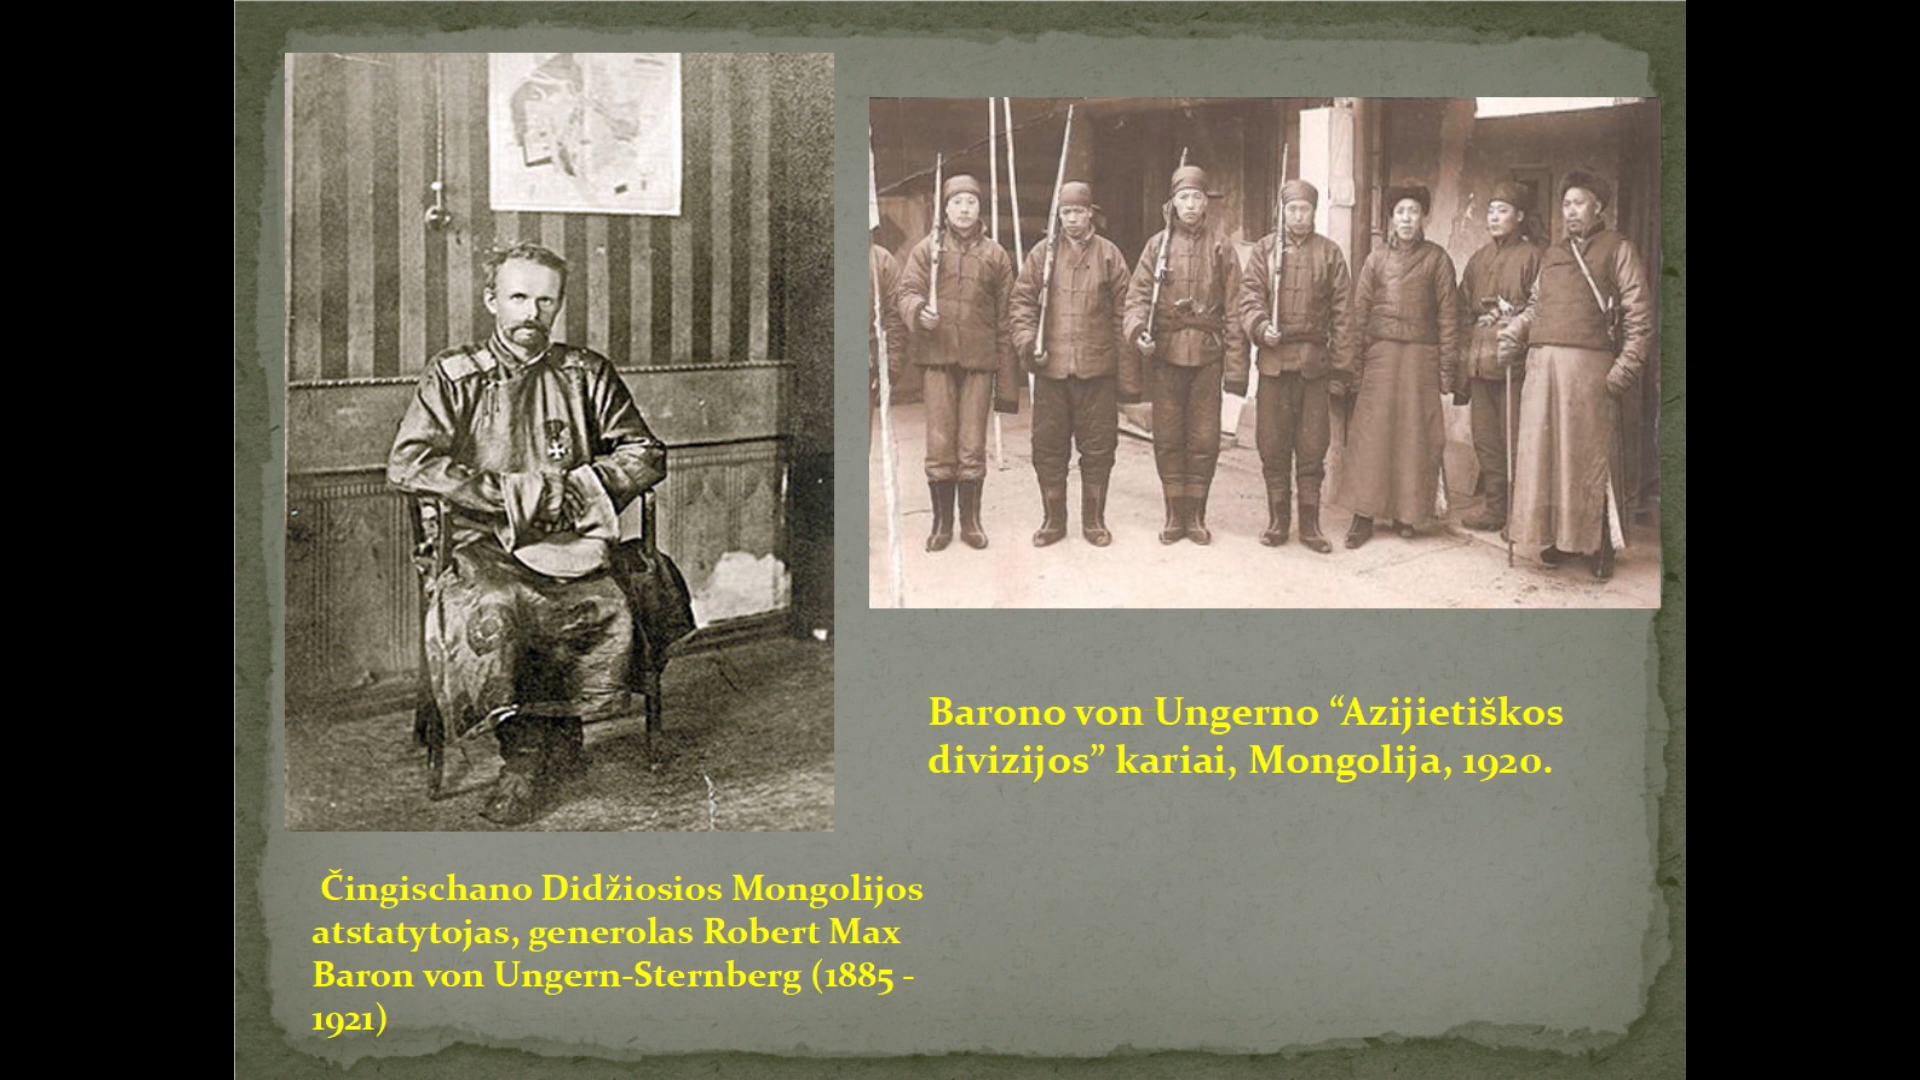 Barono von Ungerno “Azijietiškos
divizijos” kariai, Mongolija, 1920.
Čingischano Didžiosios Mongolijos
atstatytojas, generolas Robert Max
Baron von Ungern-Sternberg (1885 -
1921)